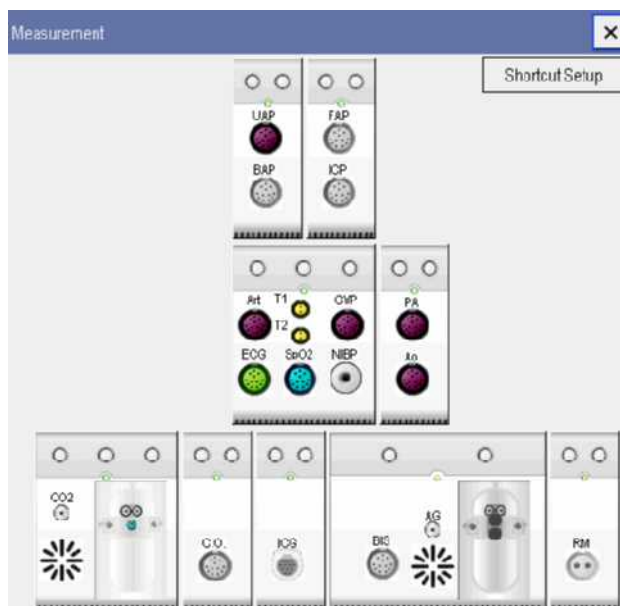 Measurement
Shortcut Setup
UAP FAP
BAP ICP
Art T1 CVP PA
T2
ECG SpO2 NIBP Ao
CO2
AG
C.O. ICG BIS RM